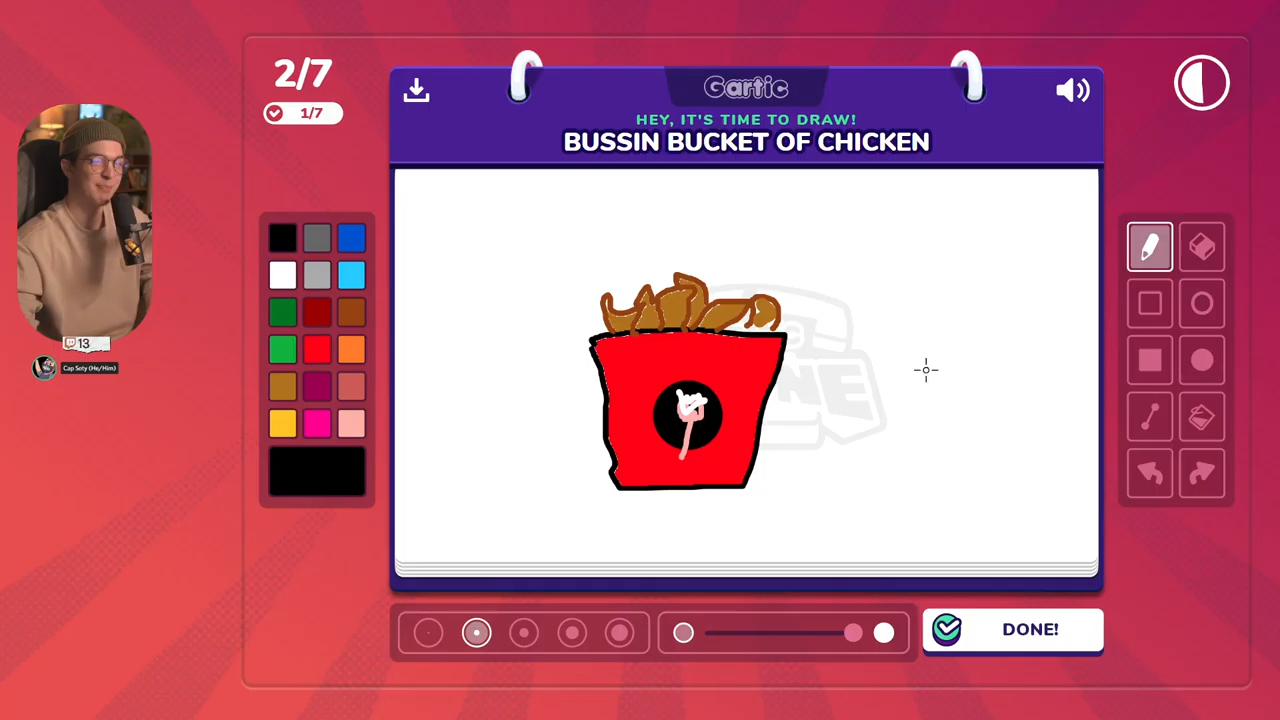 2/7
1/7
Gartic
HEY, IT'S TIME TO DRAW!
BUSSIN BUCKET OF CHICKEN
13
Cap Soty (He/Him)
DONE!